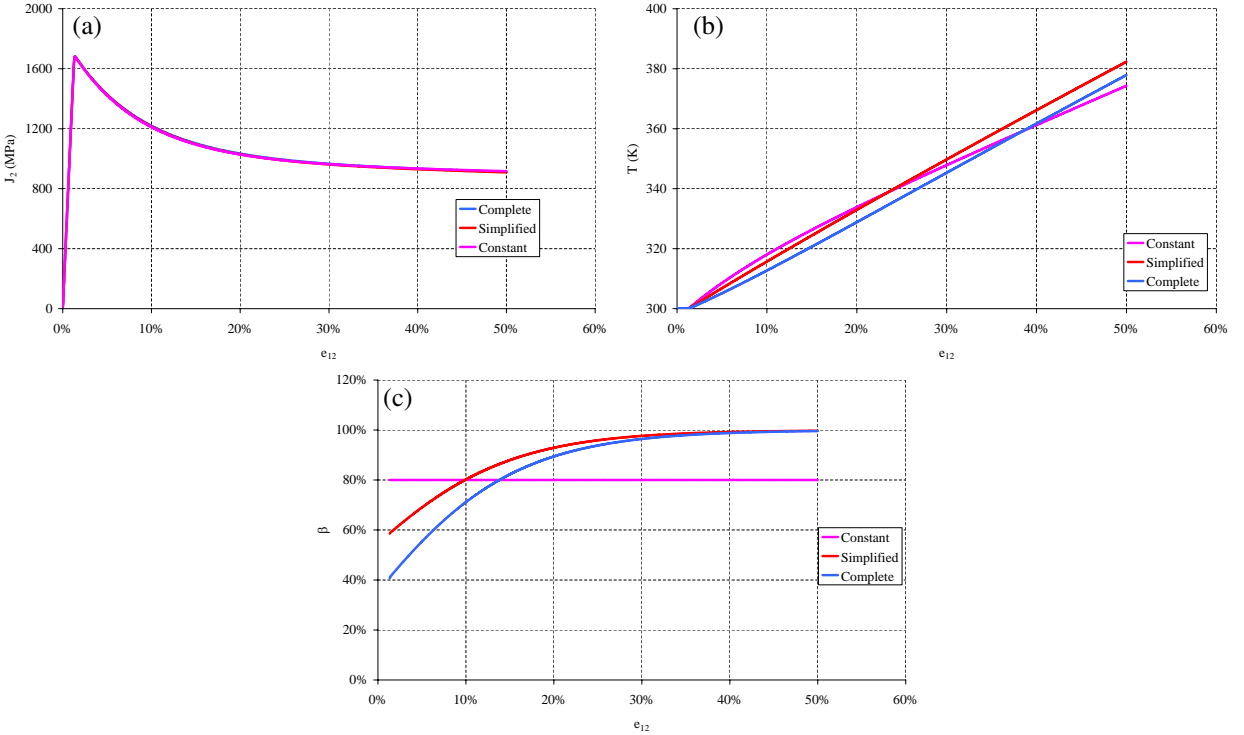 (a)
2000
1600
1200
800
400
0
J2 (MPa)
0% 10% 20% 30% 40% 50% 60%
e12
Complete
Simplified
Constant
(b)
400
380
360
340
320
300
T (K)
0% 10% 20% 30% 40% 50% 60%
e12
Constant
Simplified
Complete
(c)
120%
100%
80%
60%
40%
20%
0%
β
0% 10% 20% 30% 40% 50% 60%
e12
Constant
Simplified
Complete